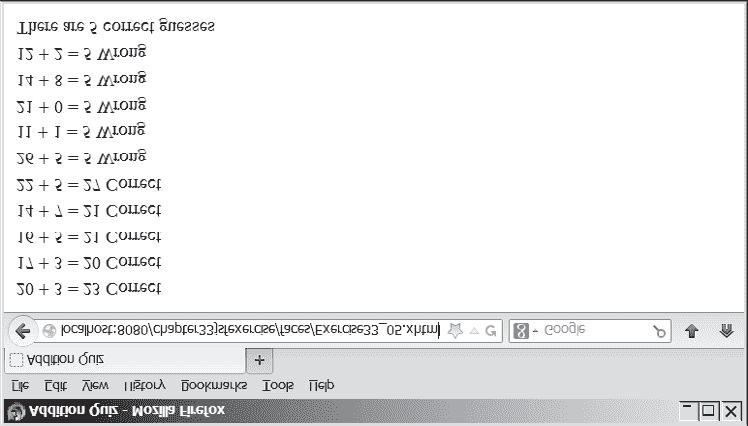 Addition Quiz - Mozilla Firefox
File Edit View History Bookmarks Tools Help
Addition Quiz +
localhost:8080/chapter33jsfexercise/faces/Exercise33_05.xhtml Google
20 + 3 = 23 Correct
17 + 3 = 20 Correct
16 + 5 = 21 Correct
14 + 7 = 21 Correct
22 + 5 = 27 Correct
26 + 5 = 5 Wrong
11 + 1 = 5 Wrong
21 + 0 = 5 Wrong
14 + 8 = 5 Wrong
12 + 2 = 5 Wrong
There are 5 correct guesses